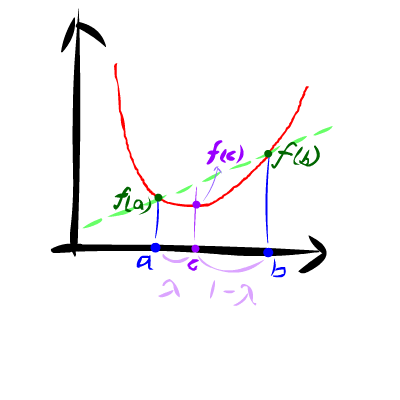 f(c)
f(b)
f(a)
a c b
λ 1-λ